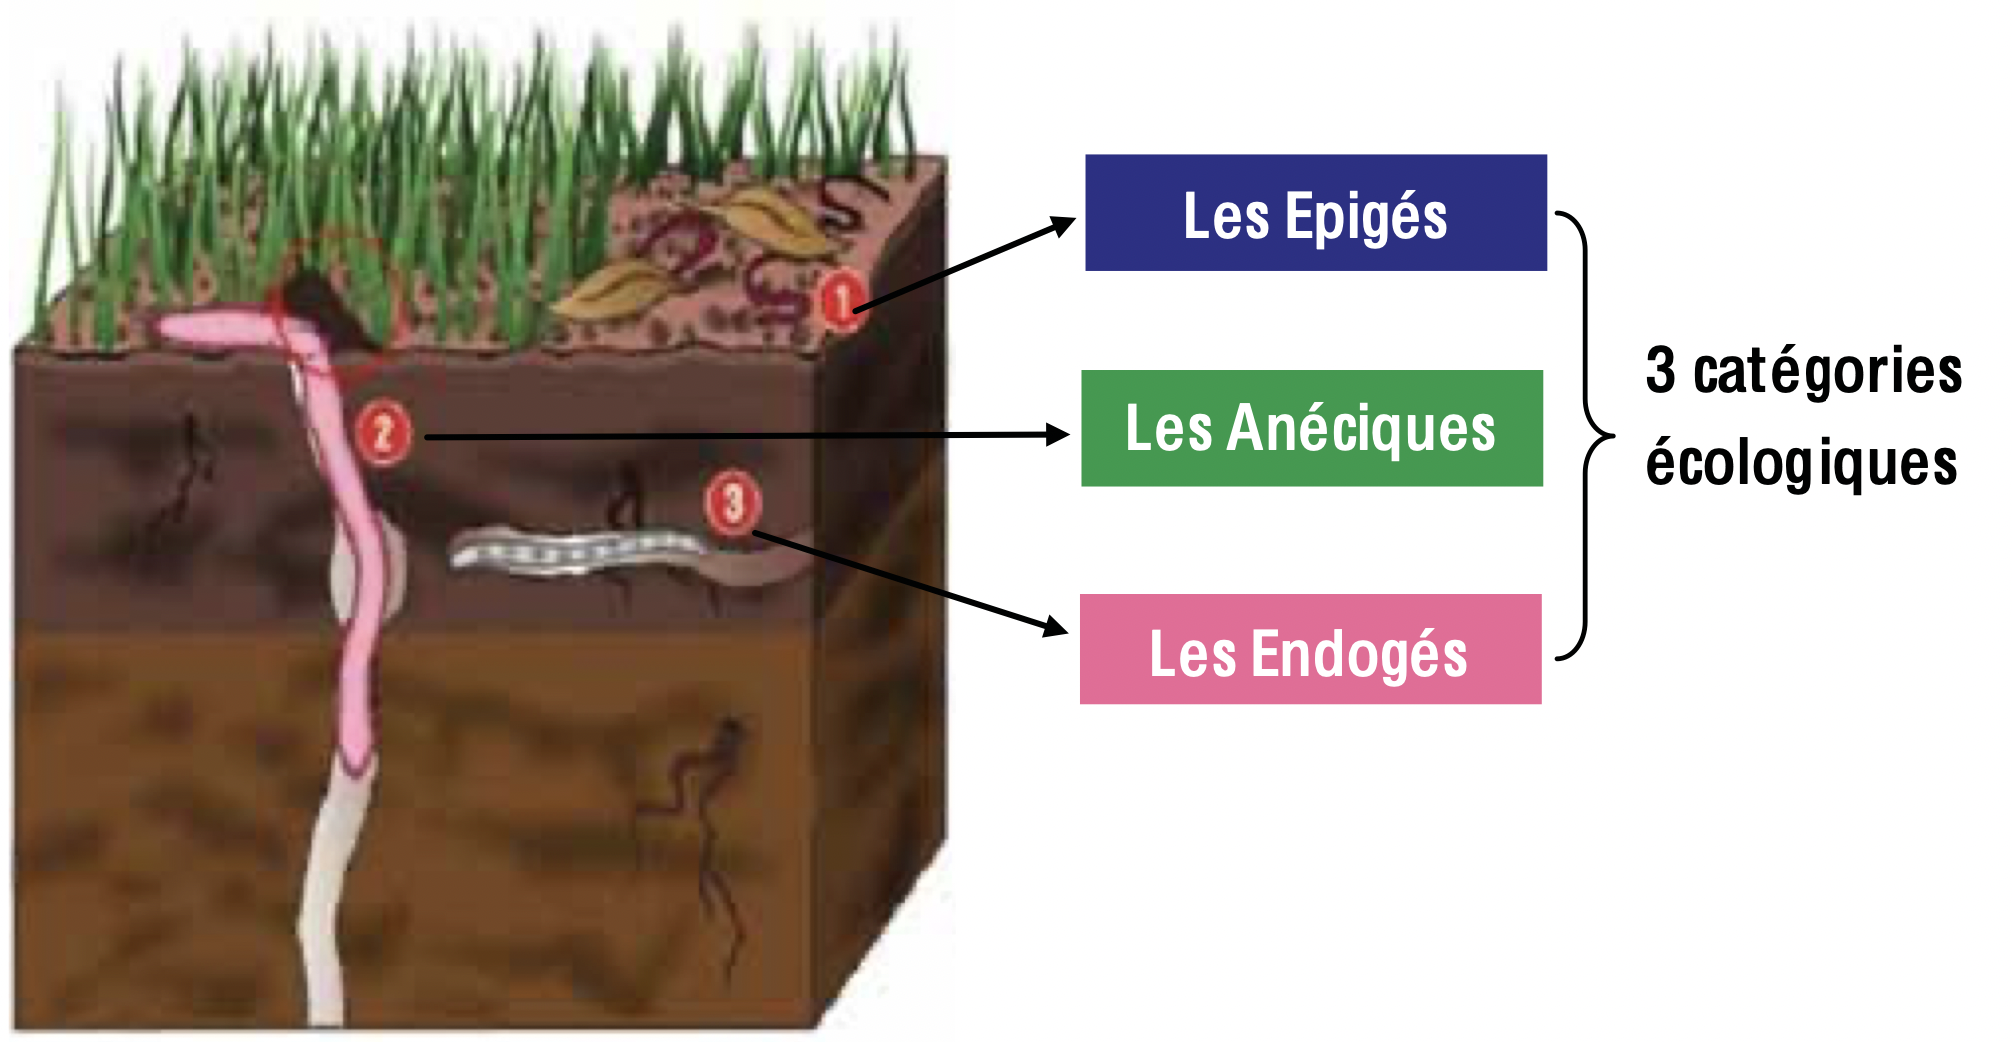 1
Les Epigés
2
Les Anéciques
3
Les Endogés
3 catégories
écologiques